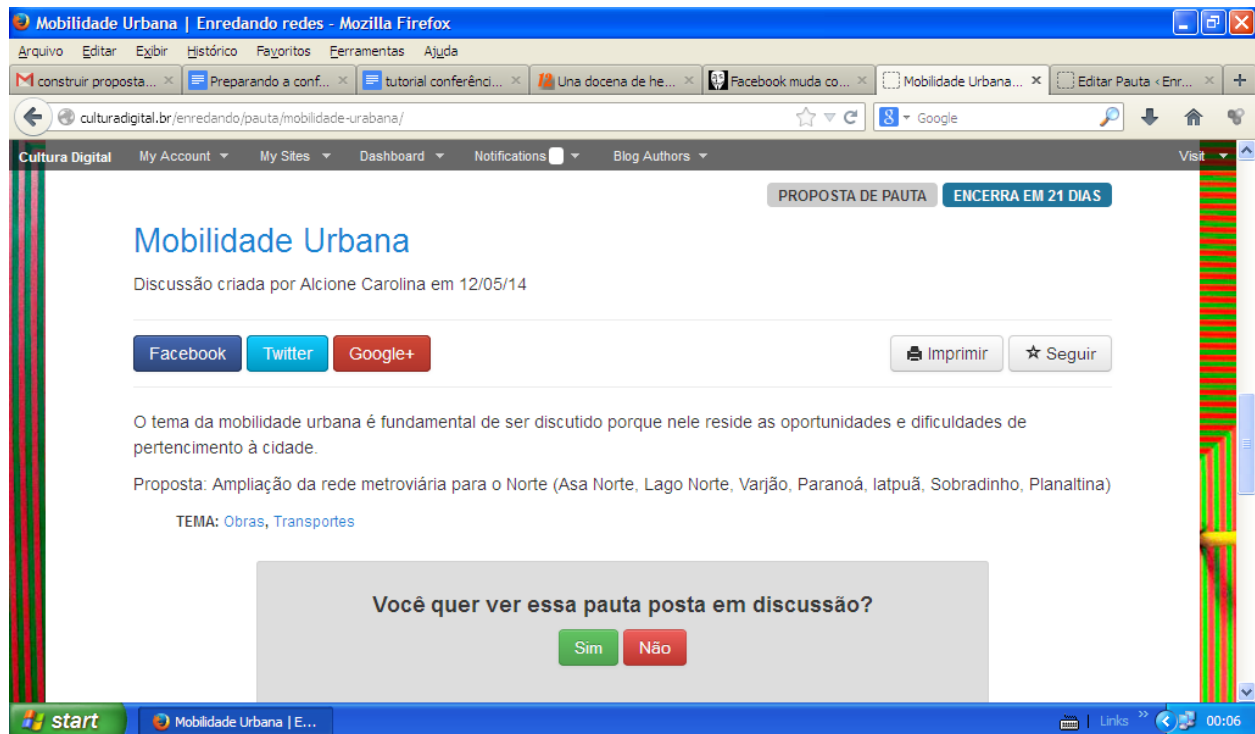 Mobilidade Urbana | Enredando redes - Mozilla Firefox
Arquivo Editar Exibir Histórico Favoritos Ferramentas Ajuda
construir proposta... Preparando a conf... tutorial conferênci... Una docena de he... Facebook muda co... Mobilidade Urbana... Editar Pauta ‹ Enr...
culturadigital.br/enredando/pauta/mobilidade-urabana/ Google
Cultura Digital My Account My Sites Dashboard Notifications Blog Authors Visit
PROPOSTA DE PAUTA ENCERRA EM 21 DIAS
Mobilidade Urbana
Discussão criada por Alcione Carolina em 12/05/14
Facebook Twitter Google+ Imprimir Seguir
O tema da mobilidade urbana é fundamental de ser discutido porque nele reside as oportunidades e dificuldades de
pertencimento à cidade.
Proposta: Ampliação da rede metroviária para o Norte (Asa Norte, Lago Norte, Varjão, Paranoá, Iatpuã, Sobradinho, Planaltina)
TEMA: Obras, Transportes
Você quer ver essa pauta posta em discussão?
Sim Não
start Mobilidade Urbana | E... Links 00:06